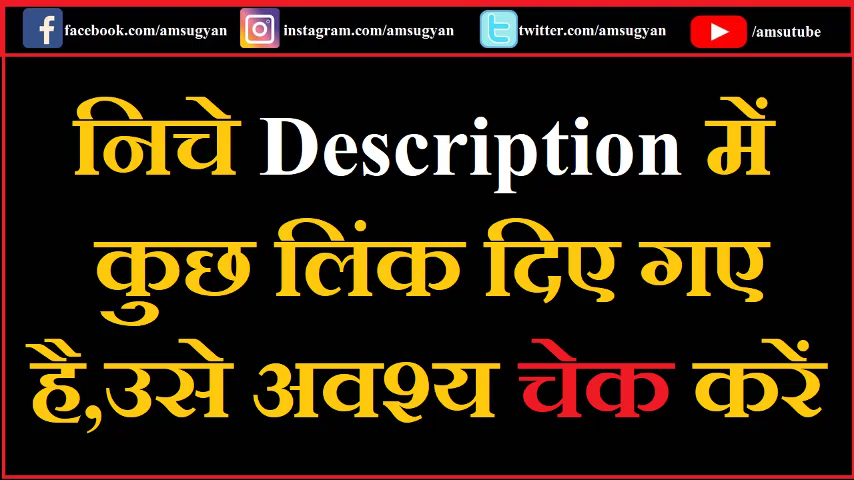 facebook.com/amsugyan instagram.com/amsugyan twitter.com/amsugyan /amsutube
निचे Description में
कुछ लिंक दिए गए
है,उसे अवश्य चेक करें